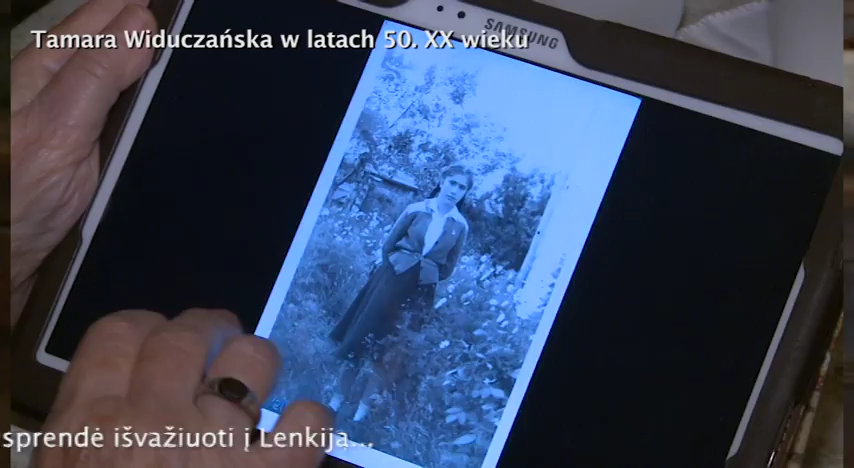 Tamara Widuczańska w latach 50. XX wieku
SAMSUNG
sprendė išvažiuoti į Lenkiją...